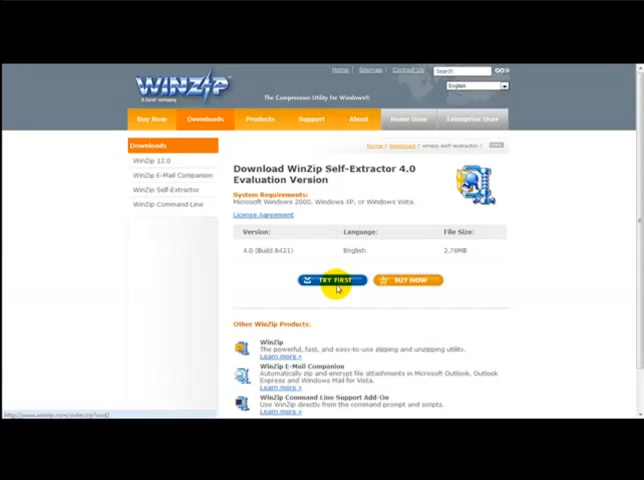 Home Sitemap Contact Us Search GO
WINZIP
A Corel company
English
The Compression Utility for Windows®
Buy Now Downloads Products Support About Home User Enterprise User
Downloads
home / download / winzip self-extractor /
WinZip 12.0
WinZip E-Mail Companion
WinZip Self-Extractor
WinZip Command Line
Download WinZip Self-Extractor 4.0
Evaluation Version
System Requirements:
Microsoft Windows 2000, Windows XP, or Windows Vista.
License Agreement
Version: Language: File Size:
4.0 (Build 8421) English 2.76MB
TRY FIRST BUY NOW
Other WinZip Products:
WinZip
The powerful, fast, and easy-to-use zipping and unzipping utility.
Learn more »
WinZip E-Mail Companion
Automatically zip and encrypt file attachments in Microsoft Outlook, Outlook
Express and Windows Mail for Vista.
Learn more »
WinZip Command Line Support Add-On
Use WinZip directly from the command prompt and scripts.
Learn more »